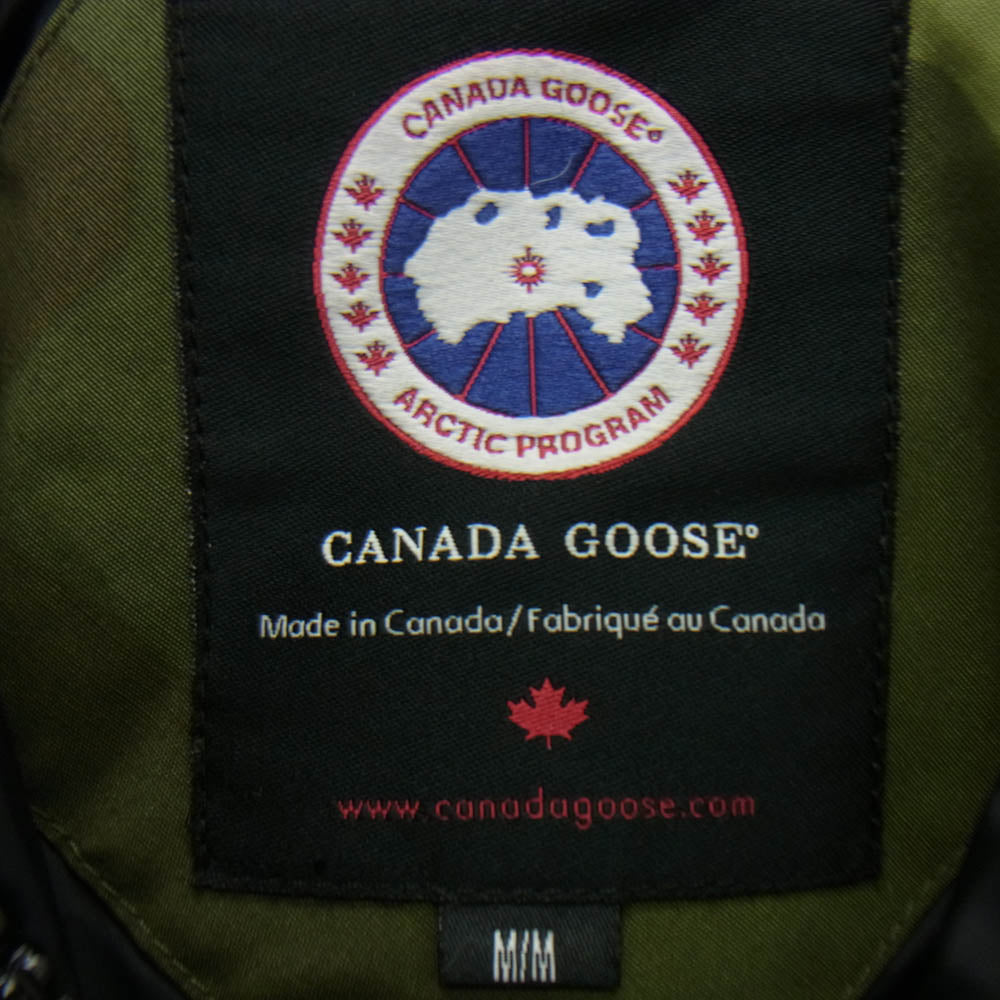 CANADA GOOSE®
ARCTIC PROGRAM
CANADA GOOSE®
Made in Canada/Fabriqué au Canada
www.canadagoose.com
M/M